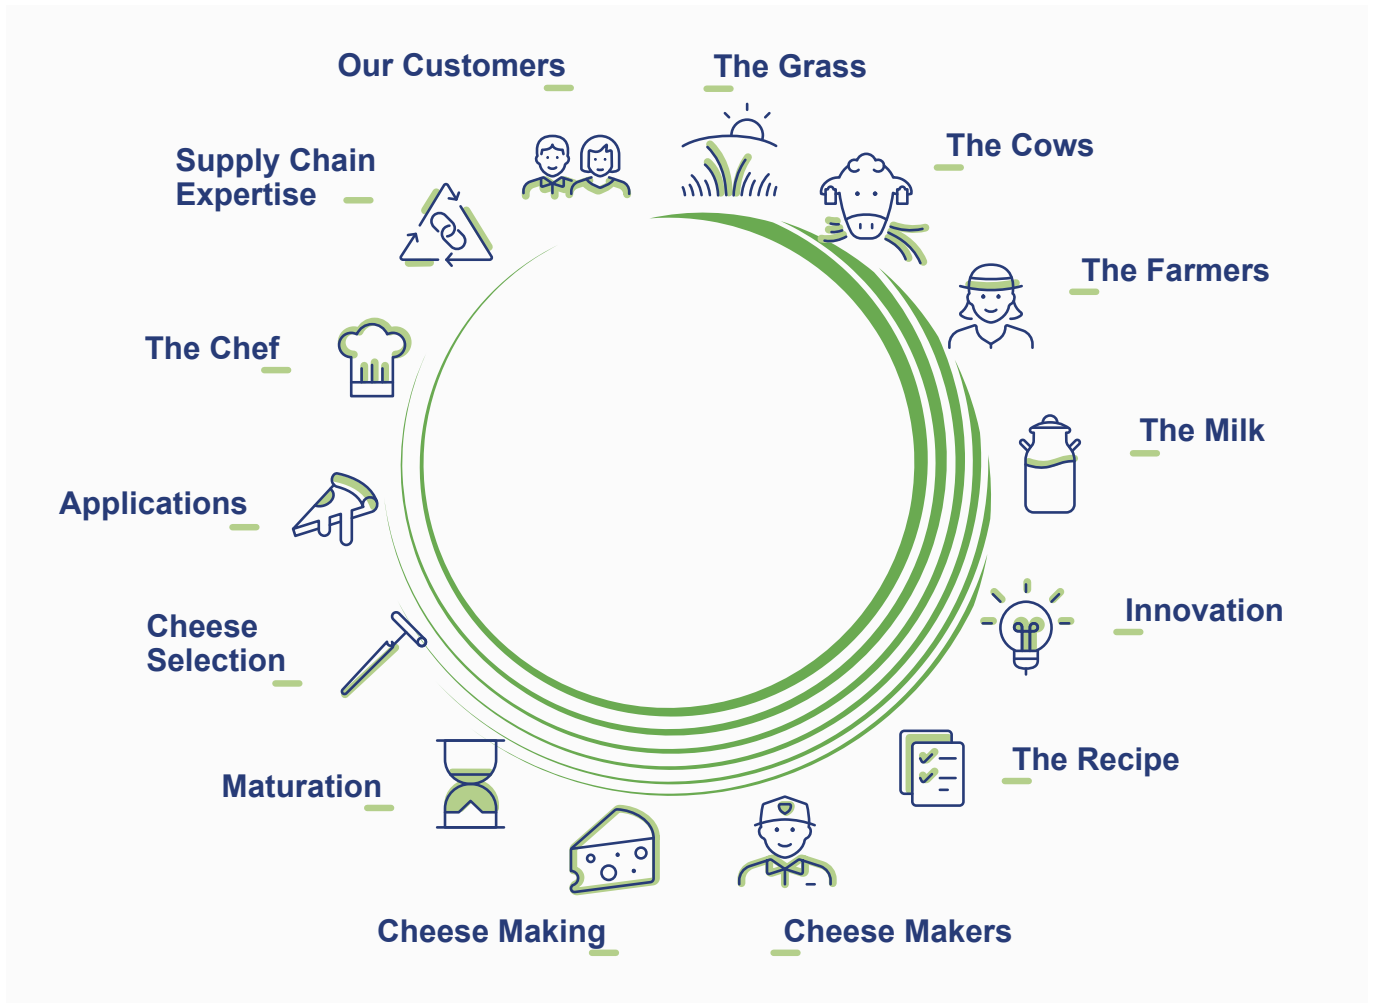 Our Customers
The Grass
The Cows
The Farmers
The Milk
Innovation
The Recipe
Cheese Makers
Cheese Making
Maturation
Cheese
Selection
Applications
The Chef
Supply Chain
Expertise